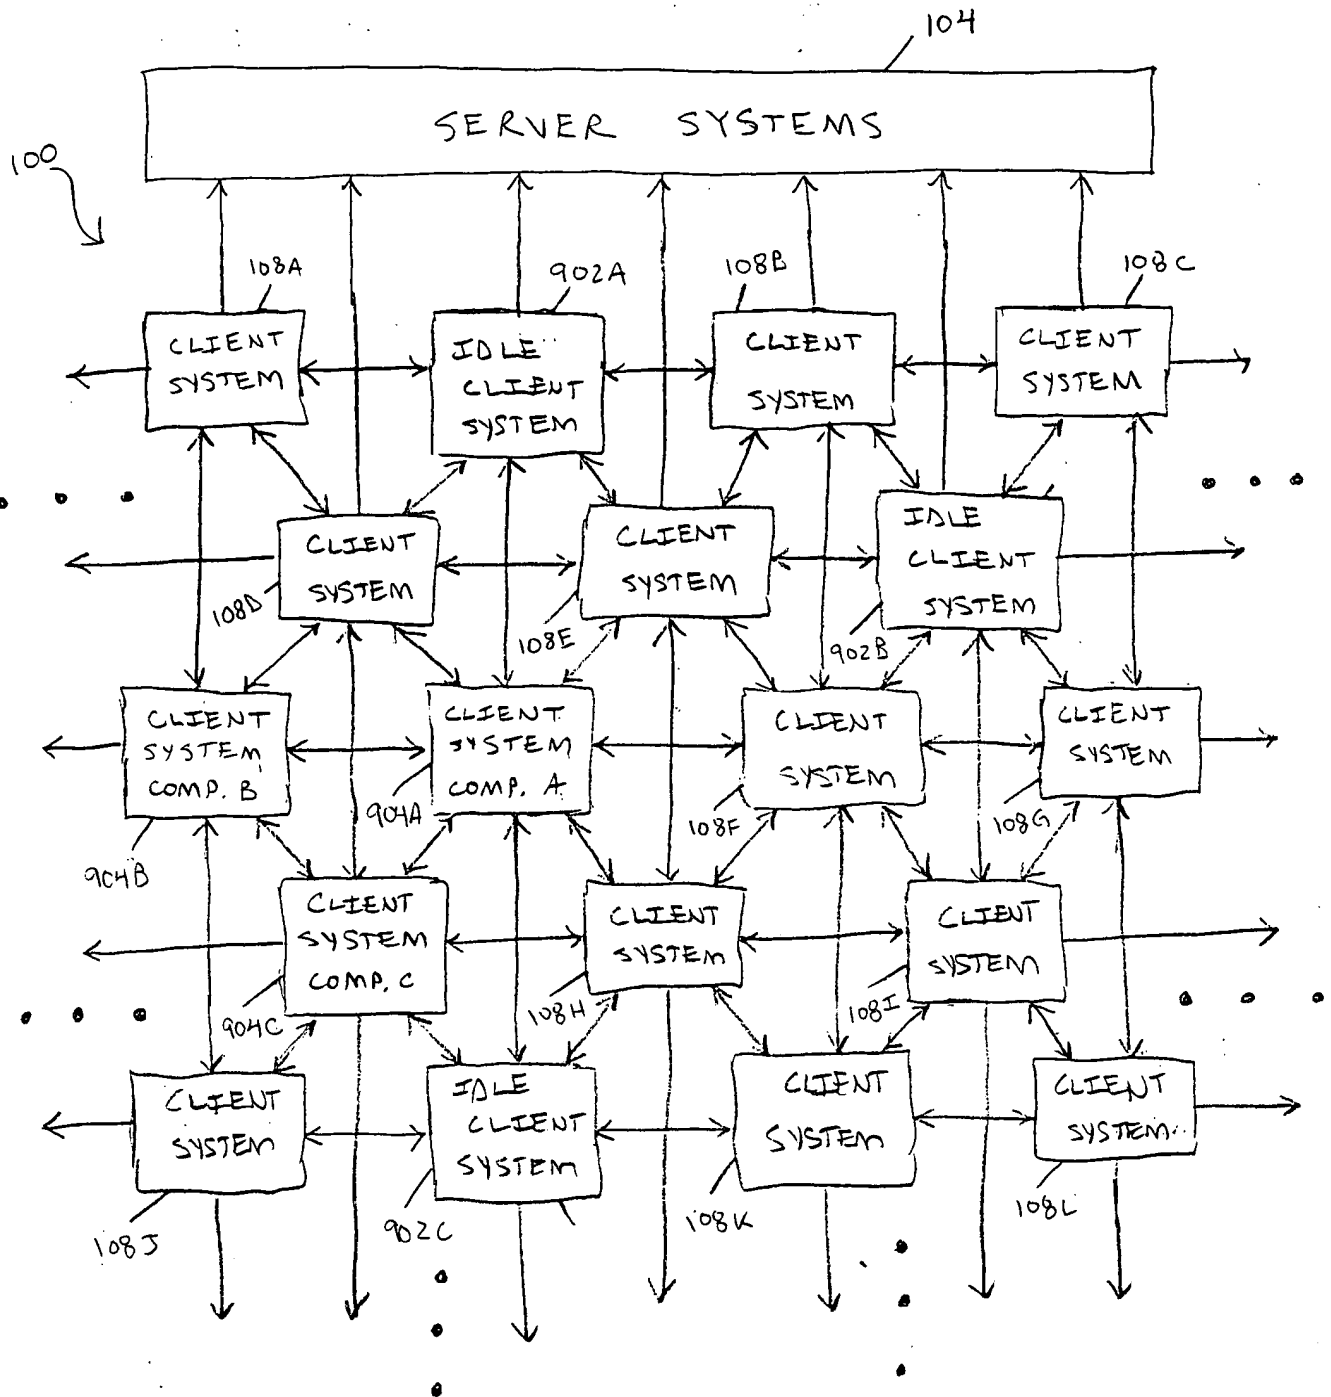 104
SERVER SYSTEMS
100
108A
902A
108B
108C
CLIENT
SYSTEM
IDLE
CLIENT
SYSTEM
CLIENT
SYSTEM
CLIENT
SYSTEM
CLIENT
SYSTEM
108D
CLIENT
SYSTEM
108E
IDLE
CLIENT
SYSTEM
902B
CLIENT
SYSTEM
COMP. B
904B
CLIENT
SYSTEM
COMP. A
904A
CLIENT
SYSTEM
108F
CLIENT
SYSTEM
108G
CLIENT
SYSTEM
COMP. C
904C
CLIENT
SYSTEM
108H
CLIENT
SYSTEM
108I
CLIENT
SYSTEM
108J
IDLE
CLIENT
SYSTEM
902C
CLIENT
SYSTEM
108K
CLIENT
SYSTEM
108L